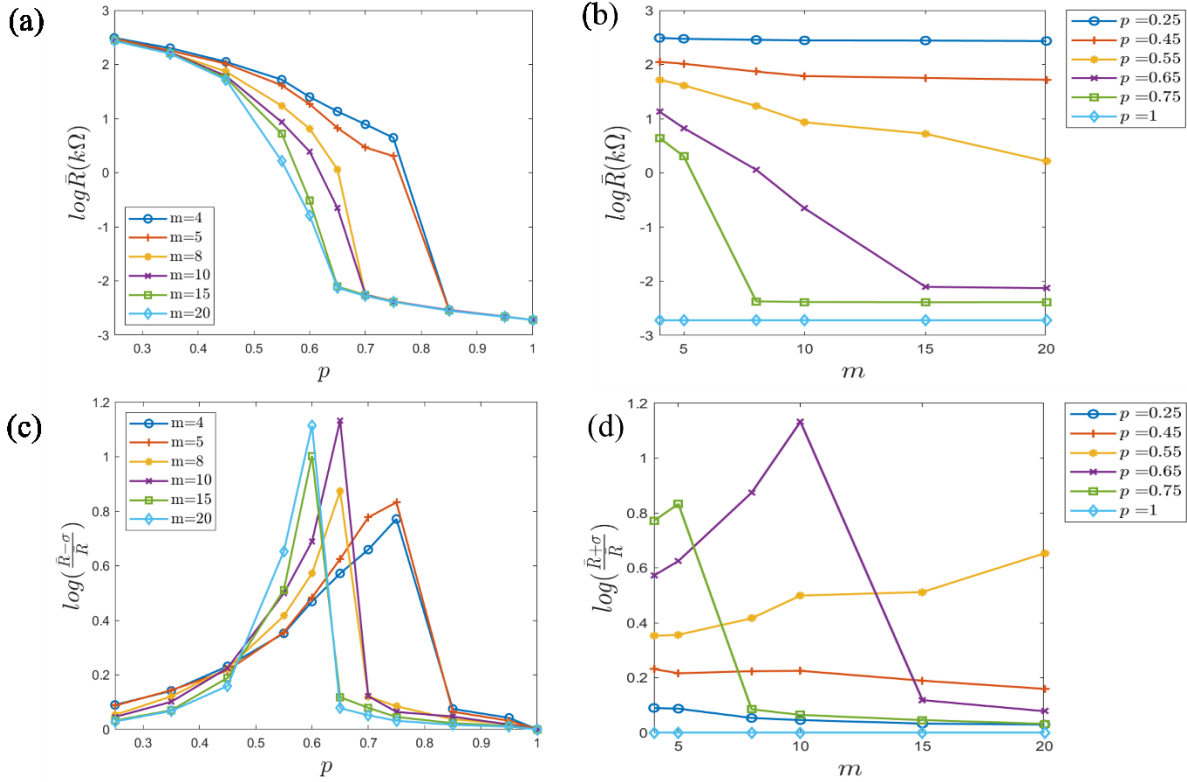 (a)
3
2
1
0
-1
-2
-3
logR̄(kΩ)
m=4
m=5
m=8
m=10
m=15
m=20
0.3 0.4 0.5 0.6 0.7 0.8 0.9 1
p
(b)
3
2
1
0
-1
-2
-3
logR̄(kΩ)
5 10 15 20
m
p =0.25
p =0.45
p =0.55
p =0.65
p =0.75
p =1
(c)
1.2
1
0.8
0.6
0.4
0.2
0
log(R̄−σ/R̄)
m=4
m=5
m=8
m=10
m=15
m=20
0.3 0.4 0.5 0.6 0.7 0.8 0.9 1
p
(d)
1.2
1
0.8
0.6
0.4
0.2
0
log(R̄+σ/R̄)
5 10 15 20
m
p =0.25
p =0.45
p =0.55
p =0.65
p =0.75
p =1